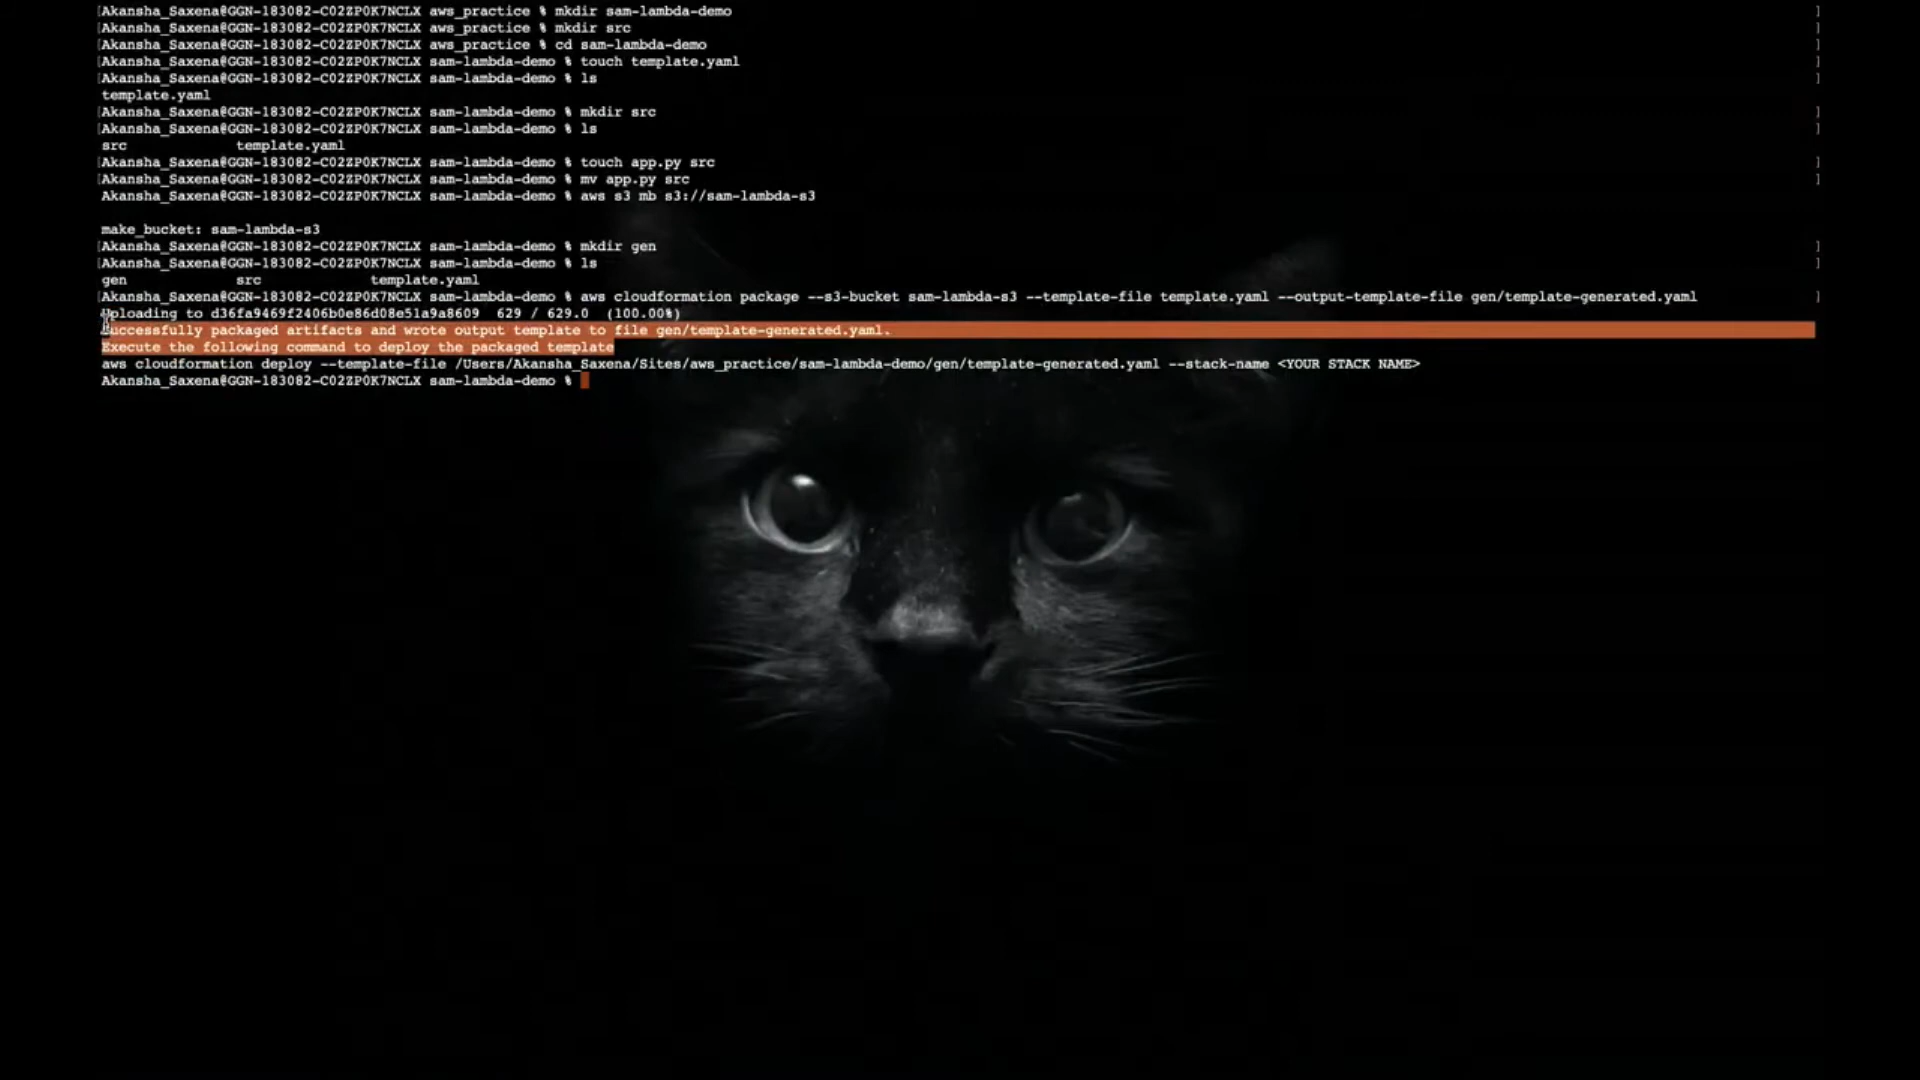 [Akansha_Saxena@GGN-183082-C02ZP0K7NCLX aws_practice % mkdir sam-lambda-demo ]
[Akansha_Saxena@GGN-183082-C02ZP0K7NCLX aws_practice % mkdir src ]
[Akansha_Saxena@GGN-183082-C02ZP0K7NCLX aws_practice % cd sam-lambda-demo ]
[Akansha_Saxena@GGN-183082-C02ZP0K7NCLX sam-lambda-demo % touch template.yaml ]
[Akansha_Saxena@GGN-183082-C02ZP0K7NCLX sam-lambda-demo % ls ]
template.yaml
[Akansha_Saxena@GGN-183082-C02ZP0K7NCLX sam-lambda-demo % mkdir src ]
[Akansha_Saxena@GGN-183082-C02ZP0K7NCLX sam-lambda-demo % ls ]
src template.yaml
[Akansha_Saxena@GGN-183082-C02ZP0K7NCLX sam-lambda-demo % touch app.py src ]
[Akansha_Saxena@GGN-183082-C02ZP0K7NCLX sam-lambda-demo % mv app.py src ]
Akansha_Saxena@GGN-183082-C02ZP0K7NCLX sam-lambda-demo % aws s3 mb s3://sam-lambda-s3
make_bucket: sam-lambda-s3
[Akansha_Saxena@GGN-183082-C02ZP0K7NCLX sam-lambda-demo % mkdir gen ]
[Akansha_Saxena@GGN-183082-C02ZP0K7NCLX sam-lambda-demo % ls ]
gen src template.yaml
[Akansha_Saxena@GGN-183082-C02ZP0K7NCLX sam-lambda-demo % aws cloudformation package --s3-bucket sam-lambda-s3 --template-file template.yaml --output-template-file gen/template-generated.yaml ]
Uploading to d36fa9469f2406b0e86d08e51a9a8609 629 / 629.0 (100.00%)
Successfully packaged artifacts and wrote output template to file gen/template-generated.yaml.
Execute the following command to deploy the packaged template
aws cloudformation deploy --template-file /Users/Akansha_Saxena/Sites/aws_practice/sam-lambda-demo/gen/template-generated.yaml --stack-name <YOUR STACK NAME>
Akansha_Saxena@GGN-183082-C02ZP0K7NCLX sam-lambda-demo %